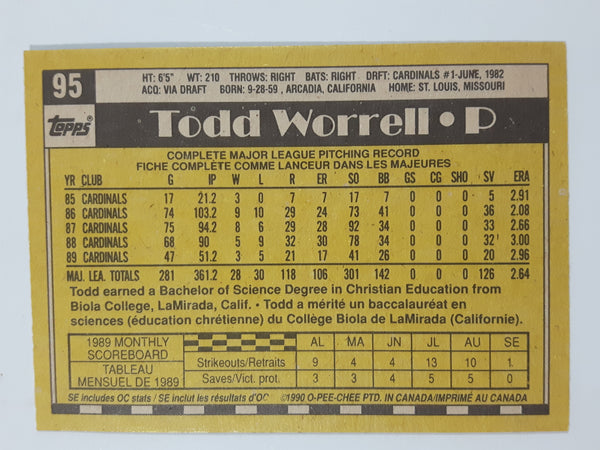 95
HT: 6'5" WT: 210 THROWS: RIGHT BATS: RIGHT DRFT: CARDINALS #1-JUNE, 1982
ACQ: VIA DRAFT BORN: 9-28-59, ARCADIA, CALIFORNIA HOME: ST. LOUIS, MISSOURI
Topps
Todd Worrell • P
COMPLETE MAJOR LEAGUE PITCHING RECORD
FICHE COMPLÈTE COMME LANCEUR DANS LES MAJEURES
YR CLUB G IP W L R ER SO BB GS CG SHO SV ERA
85 CARDINALS 17 21.2 3 0 7 7 17 7 0 0 0 5 2.91
86 CARDINALS 74 103.2 9 10 29 24 73 41 0 0 0 36 2.08
87 CARDINALS 75 94.2 8 6 29 28 92 34 0 0 0 33 2.66
88 CARDINALS 68 90 5 9 32 30 78 34 0 0 0 32 3.00
89 CARDINALS 47 51.2 3 5 21 17 41 26 0 0 0 20 2.96
MAJ. LEA. TOTALS 281 361.2 28 30 118 106 301 142 0 0 0 126 2.64
Todd earned a Bachelor of Science Degree in Christian Education from
Biola College, LaMirada, Calif. • Todd a mérité un baccalauréat en
sciences (éducation chrétienne) du Collège Biola de LaMirada (Californie).
1989 MONTHLY
SCOREBOARD
TABLEAU
MENSUEL DE 1989
AL MA JN JL AU SE
Strikeouts/Retraits 9 4 4 13 10 1
Saves/Vict. prot. 3 3 4 5 5 0
SE includes OC stats / SE inclut les résultats d'OC ©1990 O-PEE-CHEE PTD. IN CANADA/IMPRIMÉ AU CANADA